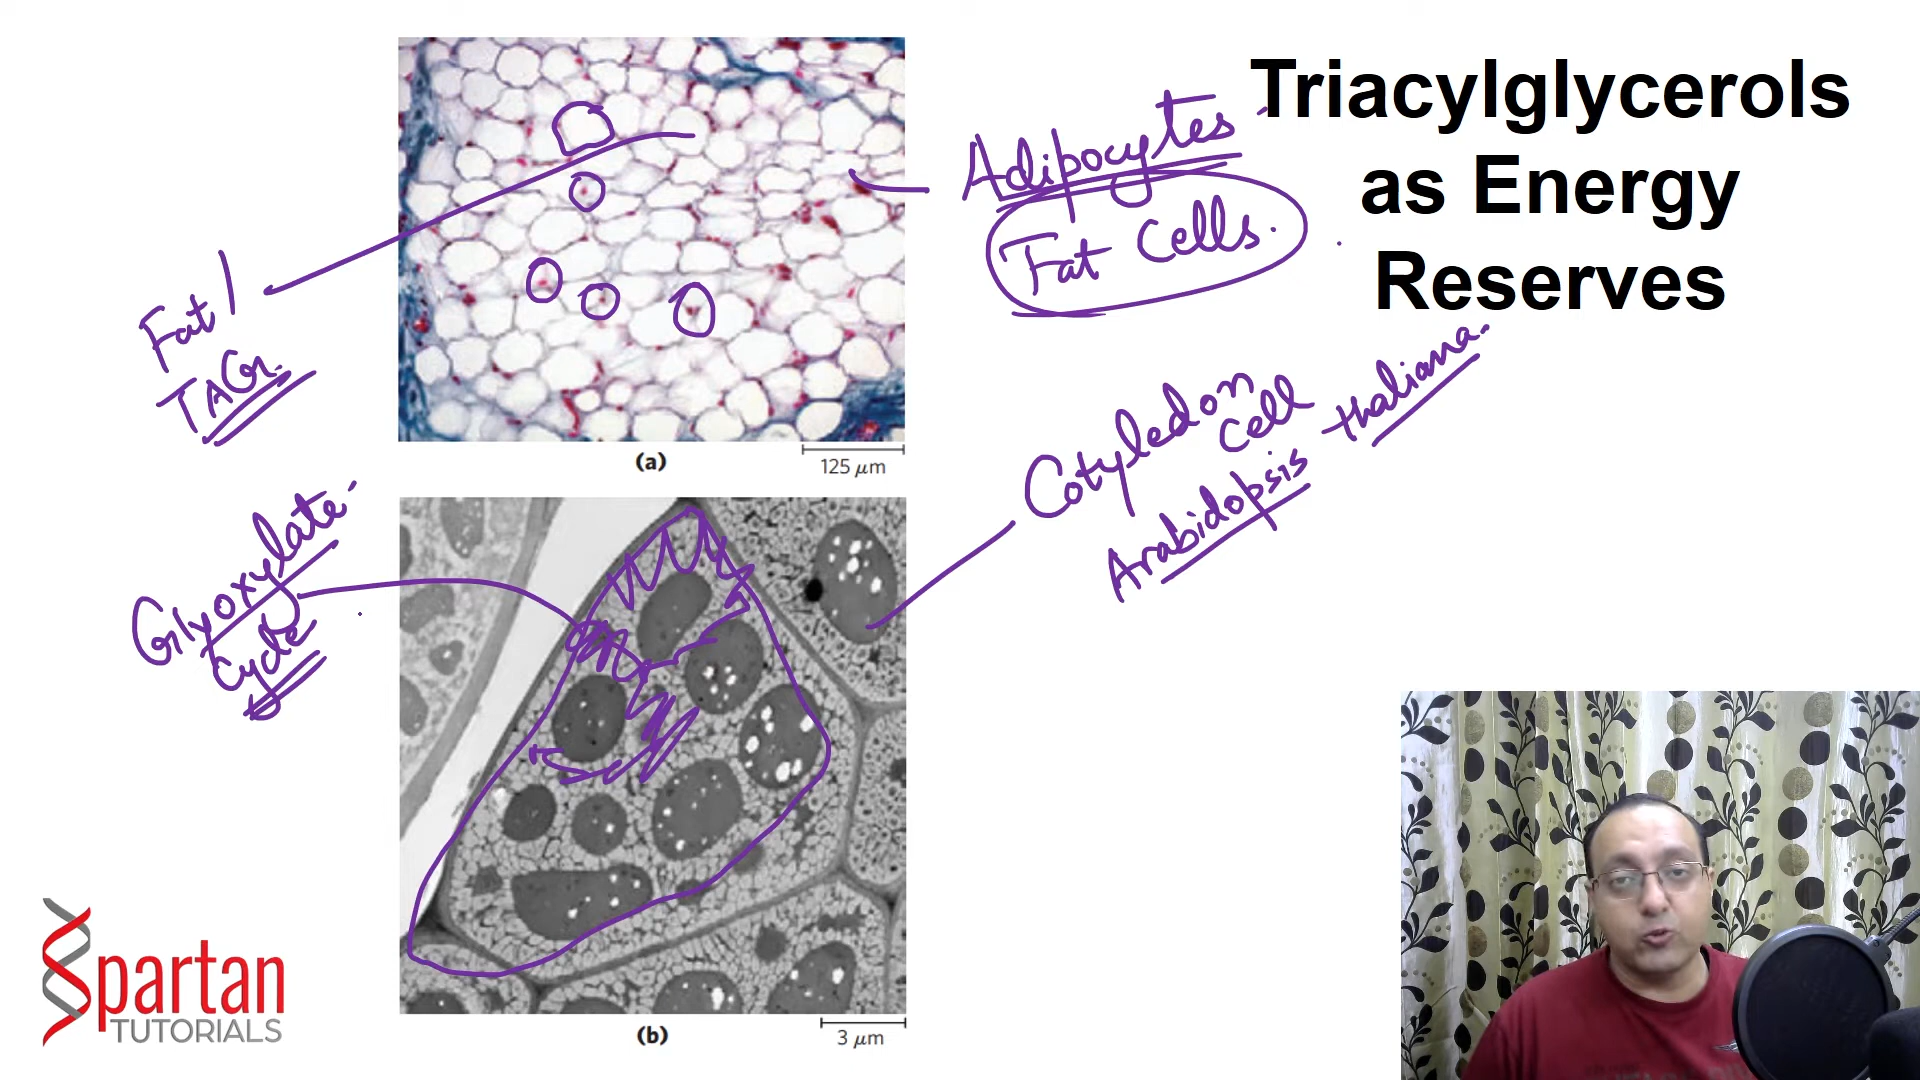 Triacylglycerols
as Energy
Reserves
Adipocytes
Fat Cells.
Fat/
TAG.
(a)
125 μm
Cotyledon
Cell
Arabidopsis thaliana.
Glyoxylate
Cycle
(b)
3 μm
Spartan
TUTORIALS